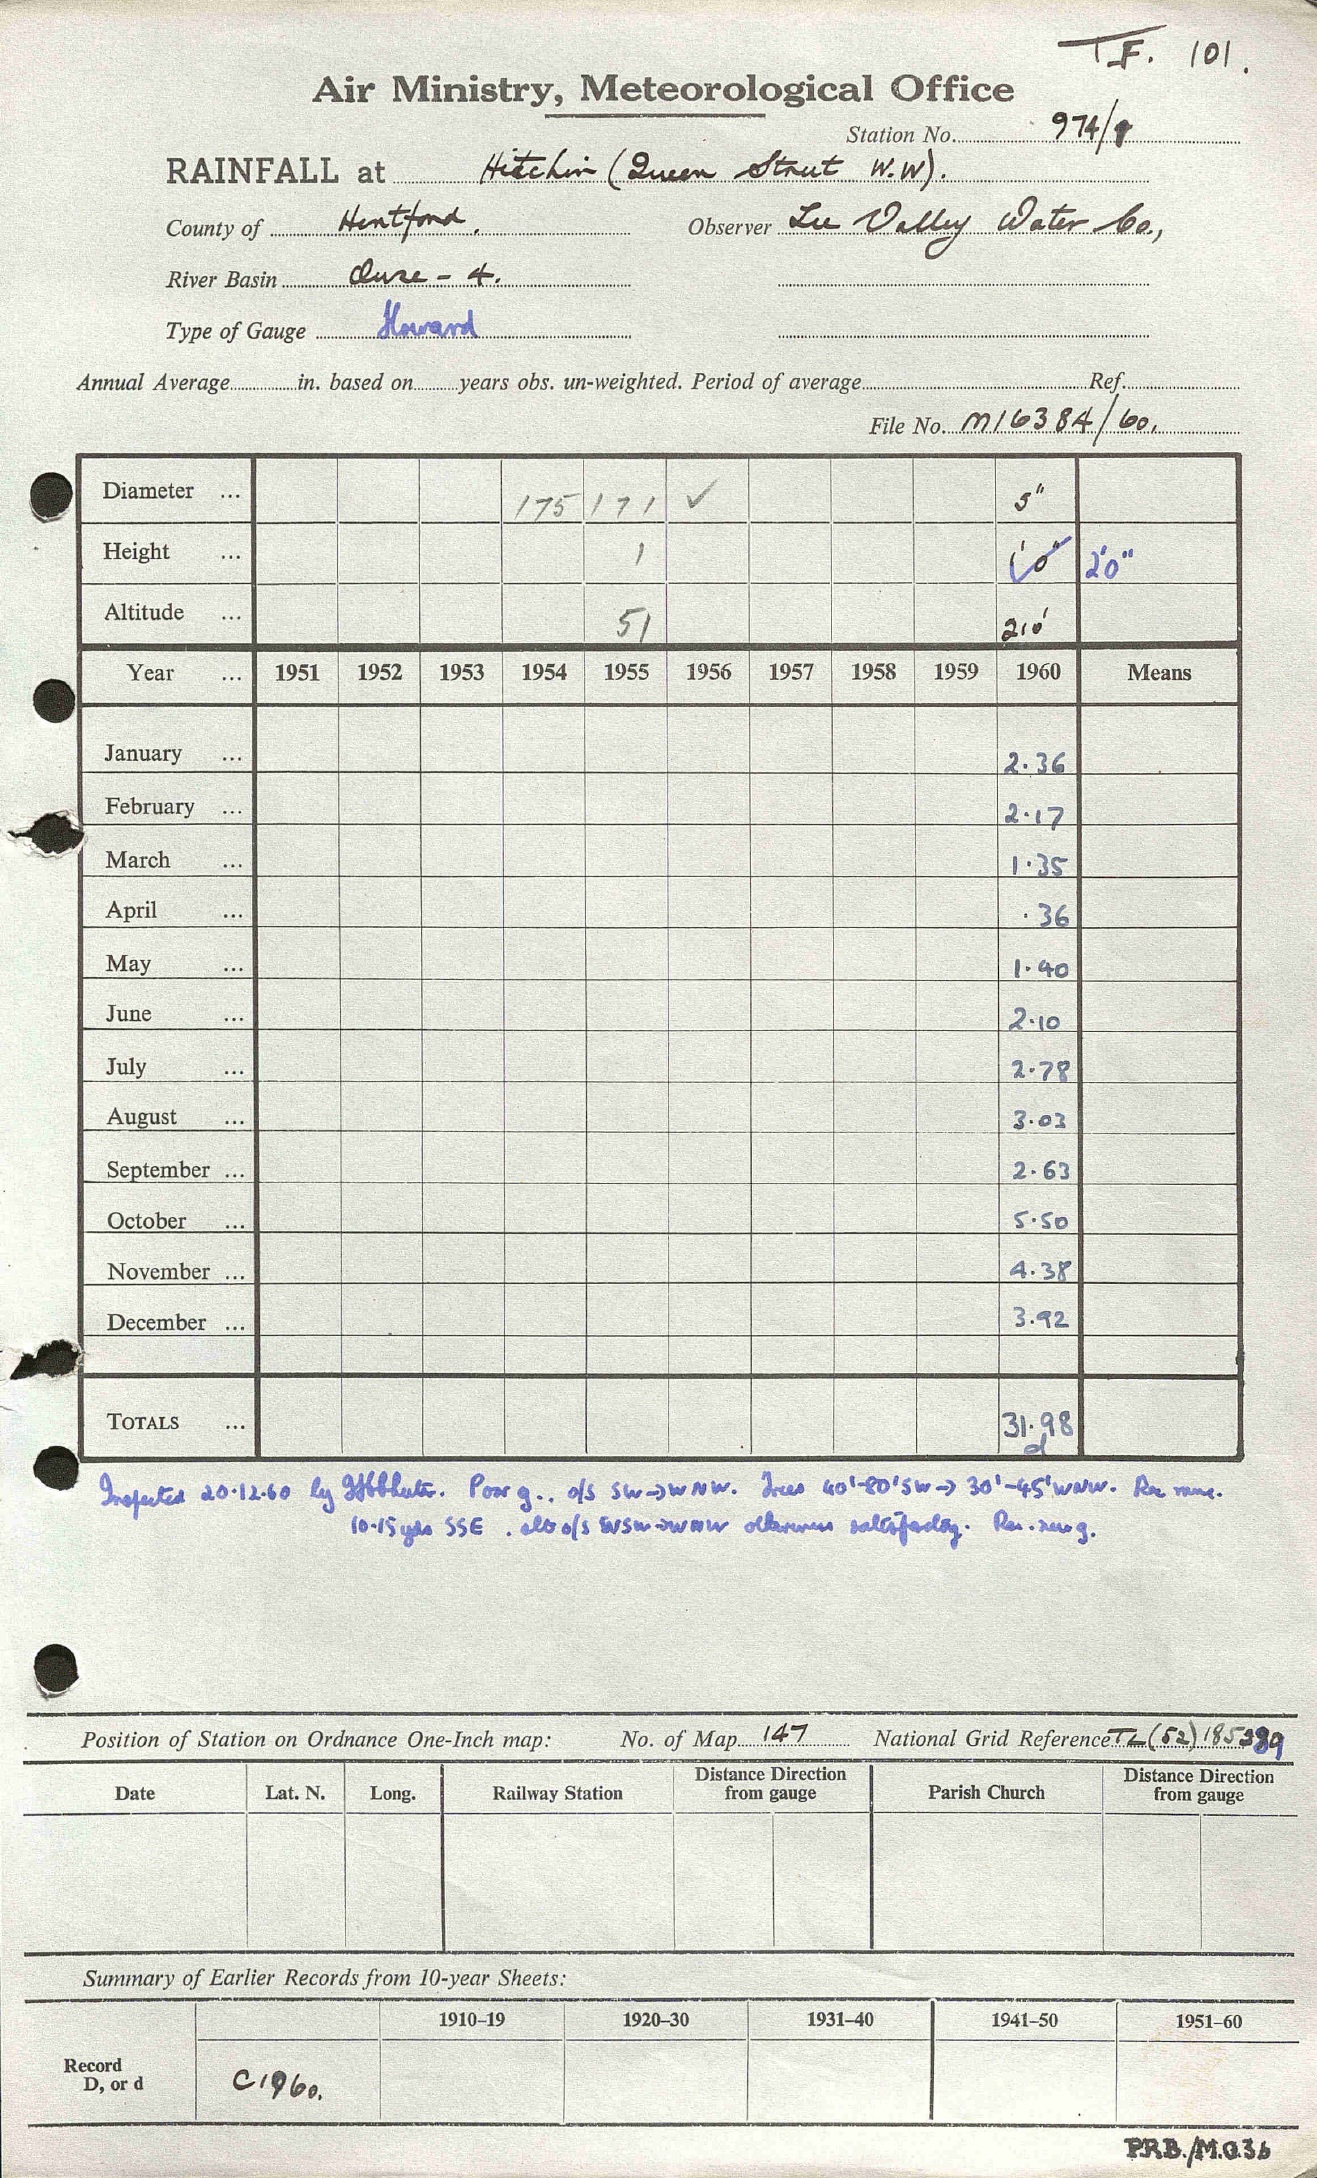 T.F. 101.
Air Ministry, Meteorological Office
Station No. 974/9
RAINFALL at Hitchin (Queen Street W.W).
County of Hertford. Observer Lee Valley Water Co.,
River Basin Ouse - 4.
Type of Gauge Howard
Annual Average in. based on years obs. un-weighted. Period of average Ref.
File No. M16384/60.
Diameter ... 175 171 ✓ 5"
Height ... 1 1'0" 2'0"
Altitude ... 51 210'
Year ... 1951 1952 1953 1954 1955 1956 1957 1958 1959 1960 Means
January ... 2.36
February ... 2.17
March ... 1.35
April ... .36
May ... 1.40
June ... 2.10
July ... 2.78
August ... 3.03
September ... 2.63
October ... 5.50
November ... 4.38
December ... 3.92
TOTALS ... 31.98
d
Inspected 20.12.60 by Poor g., o/s SW→WNW. Trees 40'-80' SW→ 30'-45' WNW. Rec
10-15 yds SSE. also o/s WSW→WNW otherwise satisfactory. Rec. new g.
Position of Station on Ordnance One-Inch map: No. of Map 147 National Grid Reference TL (52) 185289
Date Lat. N. Long. Railway Station Distance Direction from gauge Parish Church Distance Direction from gauge
Summary of Earlier Records from 10-year Sheets:
1910–19 1920–30 1931–40 1941–50 1951–60
Record
D, or d C1960.
P.R.B./M.O.36